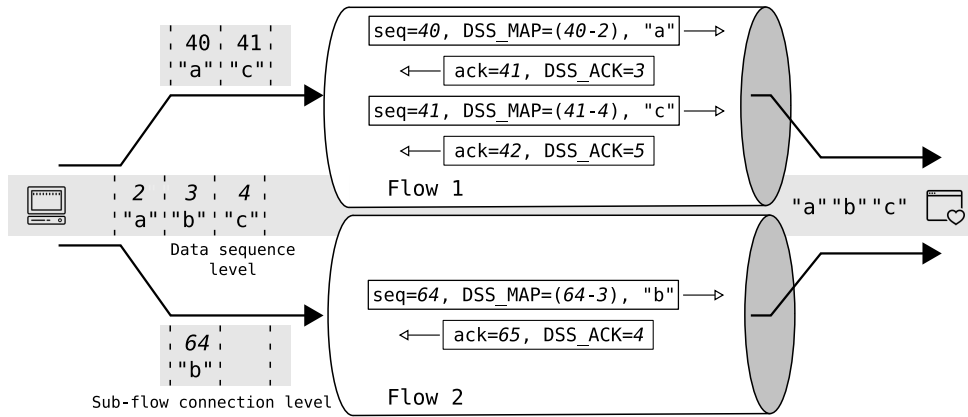 40 41
"a" "c"
seq=40, DSS_MAP=(40-2), "a"
ack=41, DSS_ACK=3
seq=41, DSS_MAP=(41-4), "c"
ack=42, DSS_ACK=5
Flow 1
2 3 4
"a" "b" "c"
Data sequence
level
"a" "b" "c"
seq=64, DSS_MAP=(64-3), "b"
ack=65, DSS_ACK=4
Flow 2
64
"b"
Sub-flow connection level